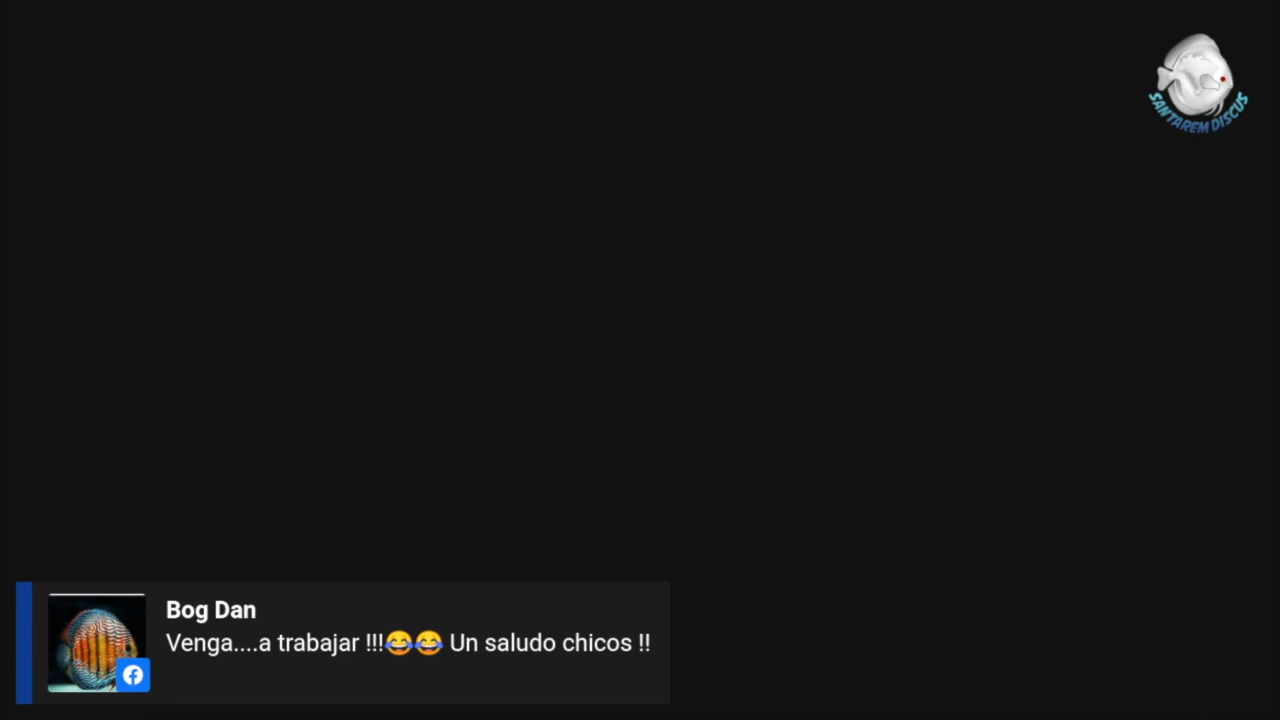 SANTAREM DISCUS
Bog Dan
Venga....a trabajar !!!😂😂 Un saludo chicos !!